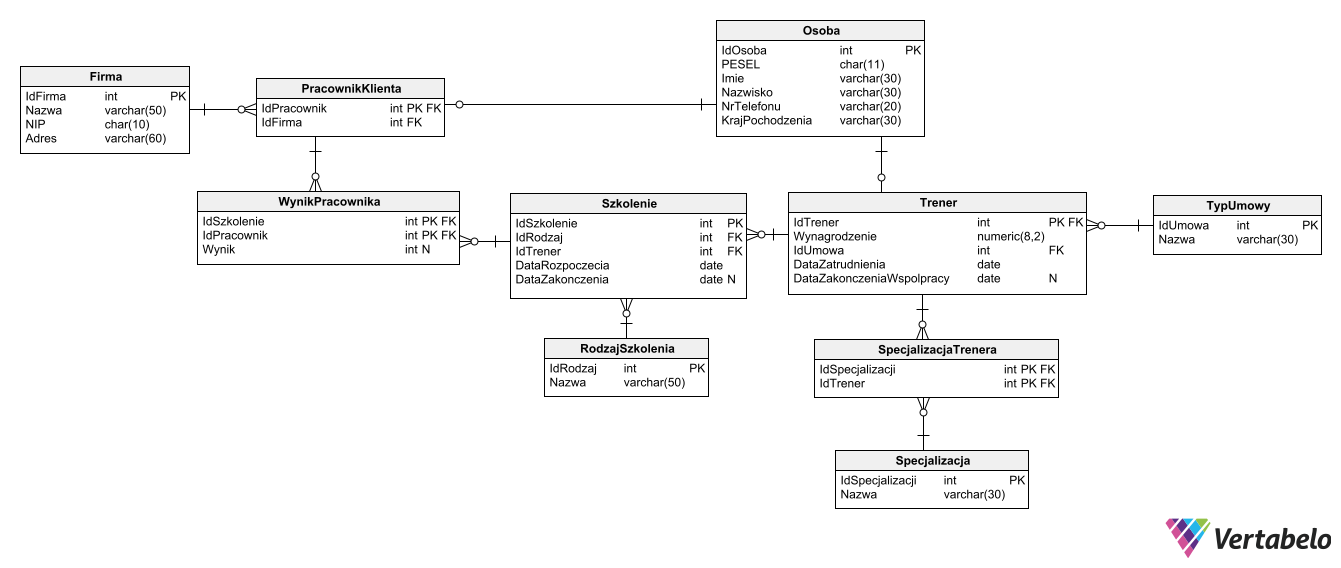 Firma
IdFirma int PK
Nazwa varchar(50)
NIP char(10)
Adres varchar(60)
PracownikKlienta
IdPracownik int PK FK
IdFirma int FK
Osoba
IdOsoba int PK
PESEL char(11)
Imie varchar(30)
Nazwisko varchar(30)
NrTelefonu varchar(20)
KrajPochodzenia varchar(30)
WynikPracownika
IdSzkolenie int PK FK
IdPracownik int PK FK
Wynik int N
Szkolenie
IdSzkolenie int PK
IdRodzaj int FK
IdTrener int FK
DataRozpoczecia date
DataZakonczenia date N
Trener
IdTrener int PK FK
Wynagrodzenie numeric(8,2)
IdUmowa int FK
DataZatrudnienia date
DataZakonczeniaWspolpracy date N
TypUmowy
IdUmowa int PK
Nazwa varchar(30)
RodzajSzkolenia
IdRodzaj int PK
Nazwa varchar(50)
SpecjalizacjaTrenera
IdSpecjalizacji int PK FK
IdTrener int PK FK
Specjalizacja
IdSpecjalizacji int PK
Nazwa varchar(30)
Vertabelo